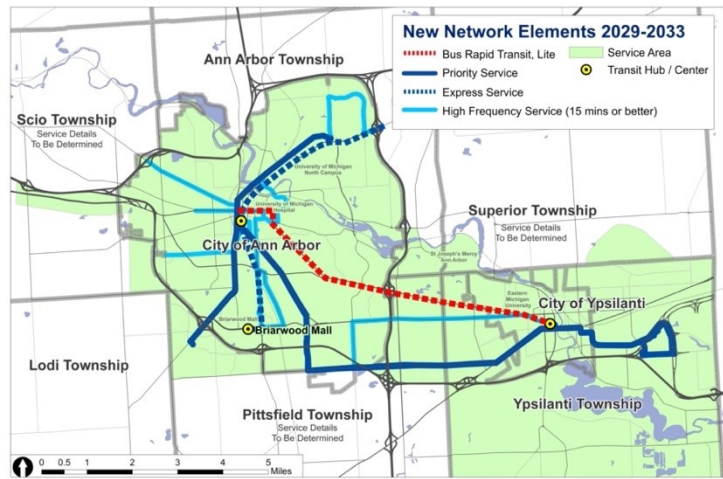 New Network Elements 2029-2033
Bus Rapid Transit, Lite
Priority Service
Express Service
High Frequency Service (15 mins or better)
Service Area
Transit Hub / Center
Ann Arbor Township
Scio Township
Service Details
To Be Determined
University of Michigan
North Campus
University of Michigan
Hospital
Superior Township
Service Details
To Be Determined
City of Ann Arbor
St Joseph's Mercy
Ann Arbor
Eastern
Michigan
University
City of Ypsilanti
Briarwood Mall
Briarwood Mall
Lodi Township
Pittsfield Township
Service Details
To Be Determined
Ypsilanti Township
0 0.5 1 2 3 4 5
Miles